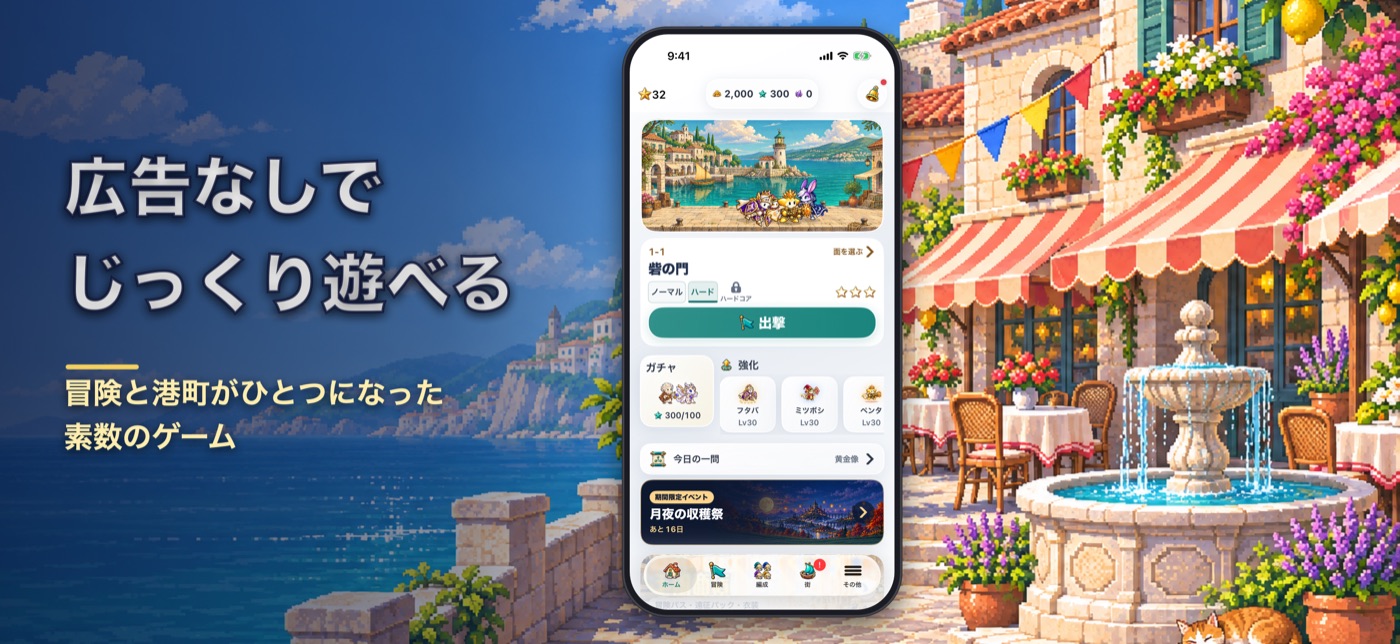 広告なしで
じっくり遊べる
冒険と港町がひとつになった
素数のゲーム
9:41
32
2,000 300 0
1-1
面を選ぶ
砦の門
ノーマル ハード ハードコア
出撃
ガチャ
300/100
強化
フタバ
Lv30
ミツボシ
Lv30
ペンタ
Lv30
今日の一問
黄金像
期間限定イベント
月夜の収穫祭
あと16日
ホーム 冒険 編成 街 その他